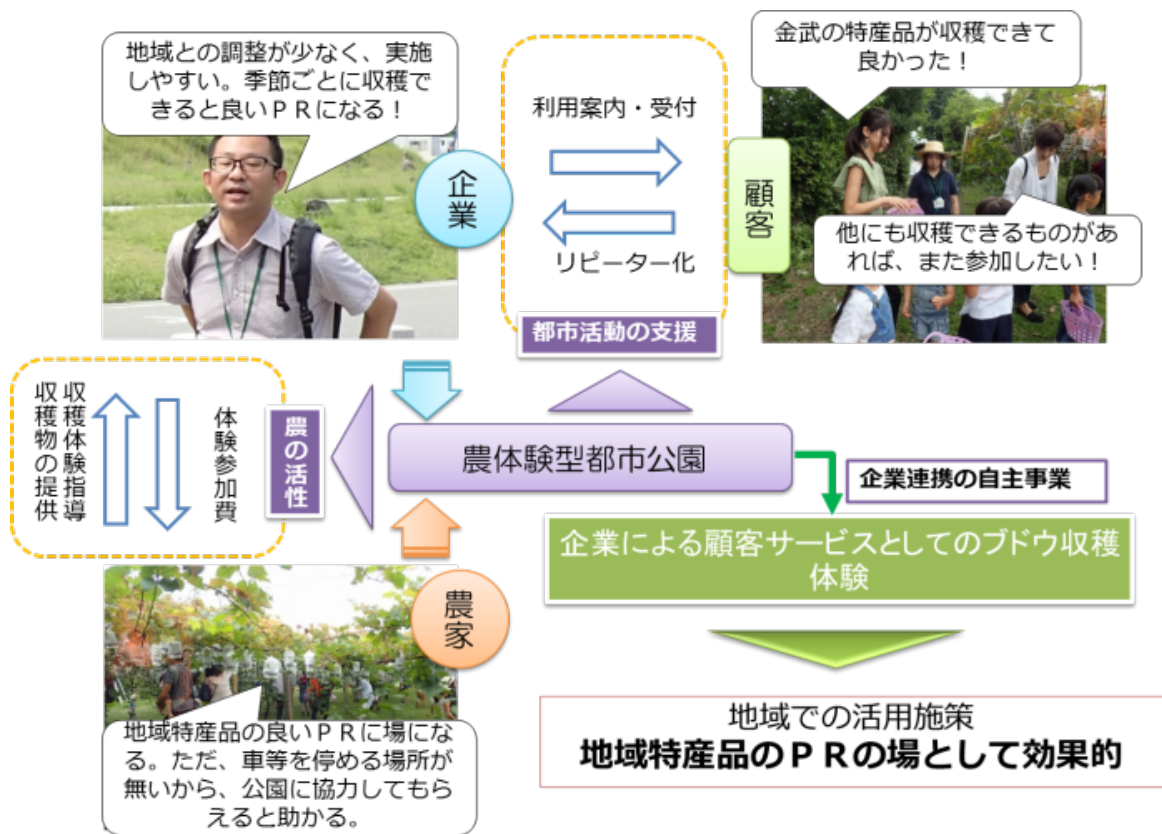 地域との調整が少なく、実施
しやすい。季節ごとに収穫で
きると良いＰＲになる！
企業
利用案内・受付
リピーター化
顧客
金武の特産品が収穫できて
良かった！
他にも収穫できるものがあ
れば、また参加したい！
都市活動の支援
収穫体験指導
収穫物の提供
体験参加費
農の活性
農体験型都市公園
企業連携の自主事業
企業による顧客サービスとしてのブドウ収穫
体験
農家
地域特産品の良いＰＲに場にな
る。ただ、車等を停める場所が
無いから、公園に協力してもら
えると助かる。
地域での活用施策
地域特産品のＰＲの場として効果的